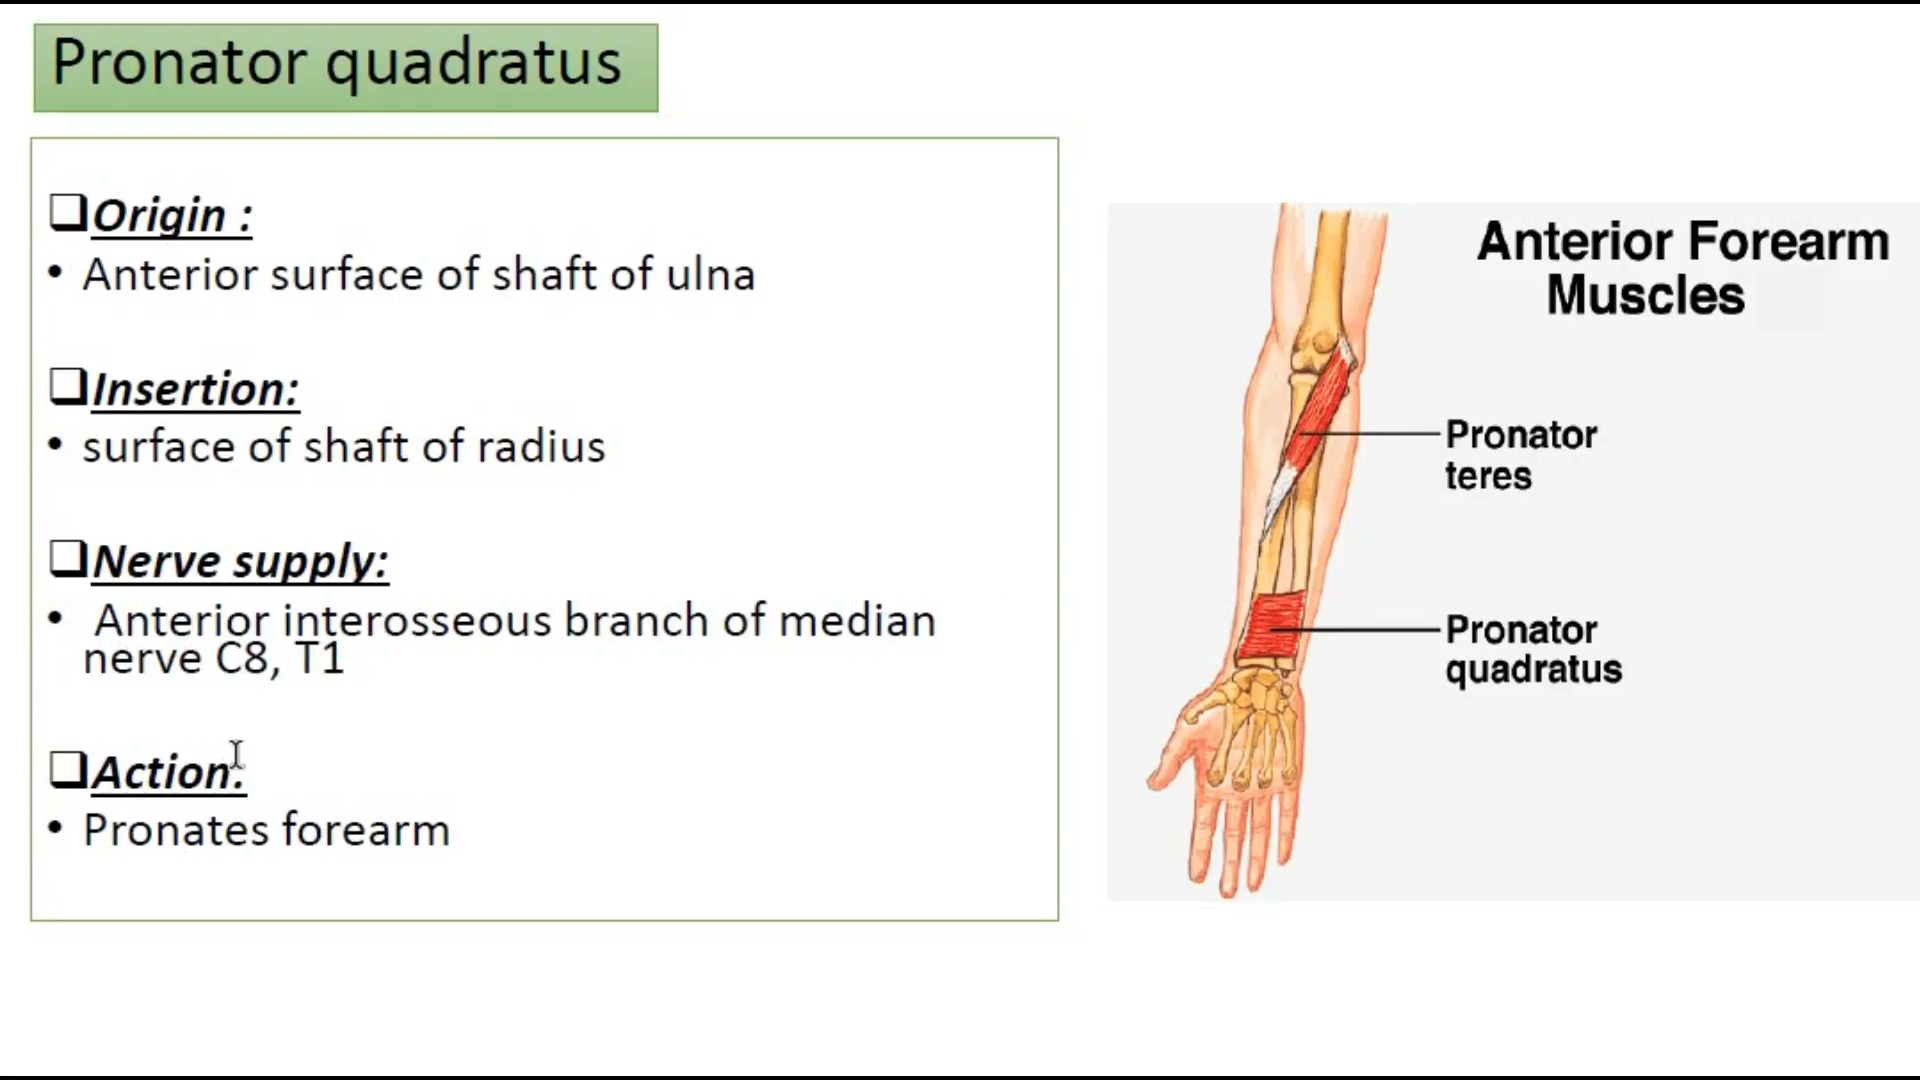 Pronator quadratus
❑Origin :
• Anterior surface of shaft of ulna
❑Insertion:
• surface of shaft of radius
❑Nerve supply:
• Anterior interosseous branch of median
nerve C8, T1
❑Action:
• Pronates forearm
Anterior Forearm
Muscles
Pronator
teres
Pronator
quadratus